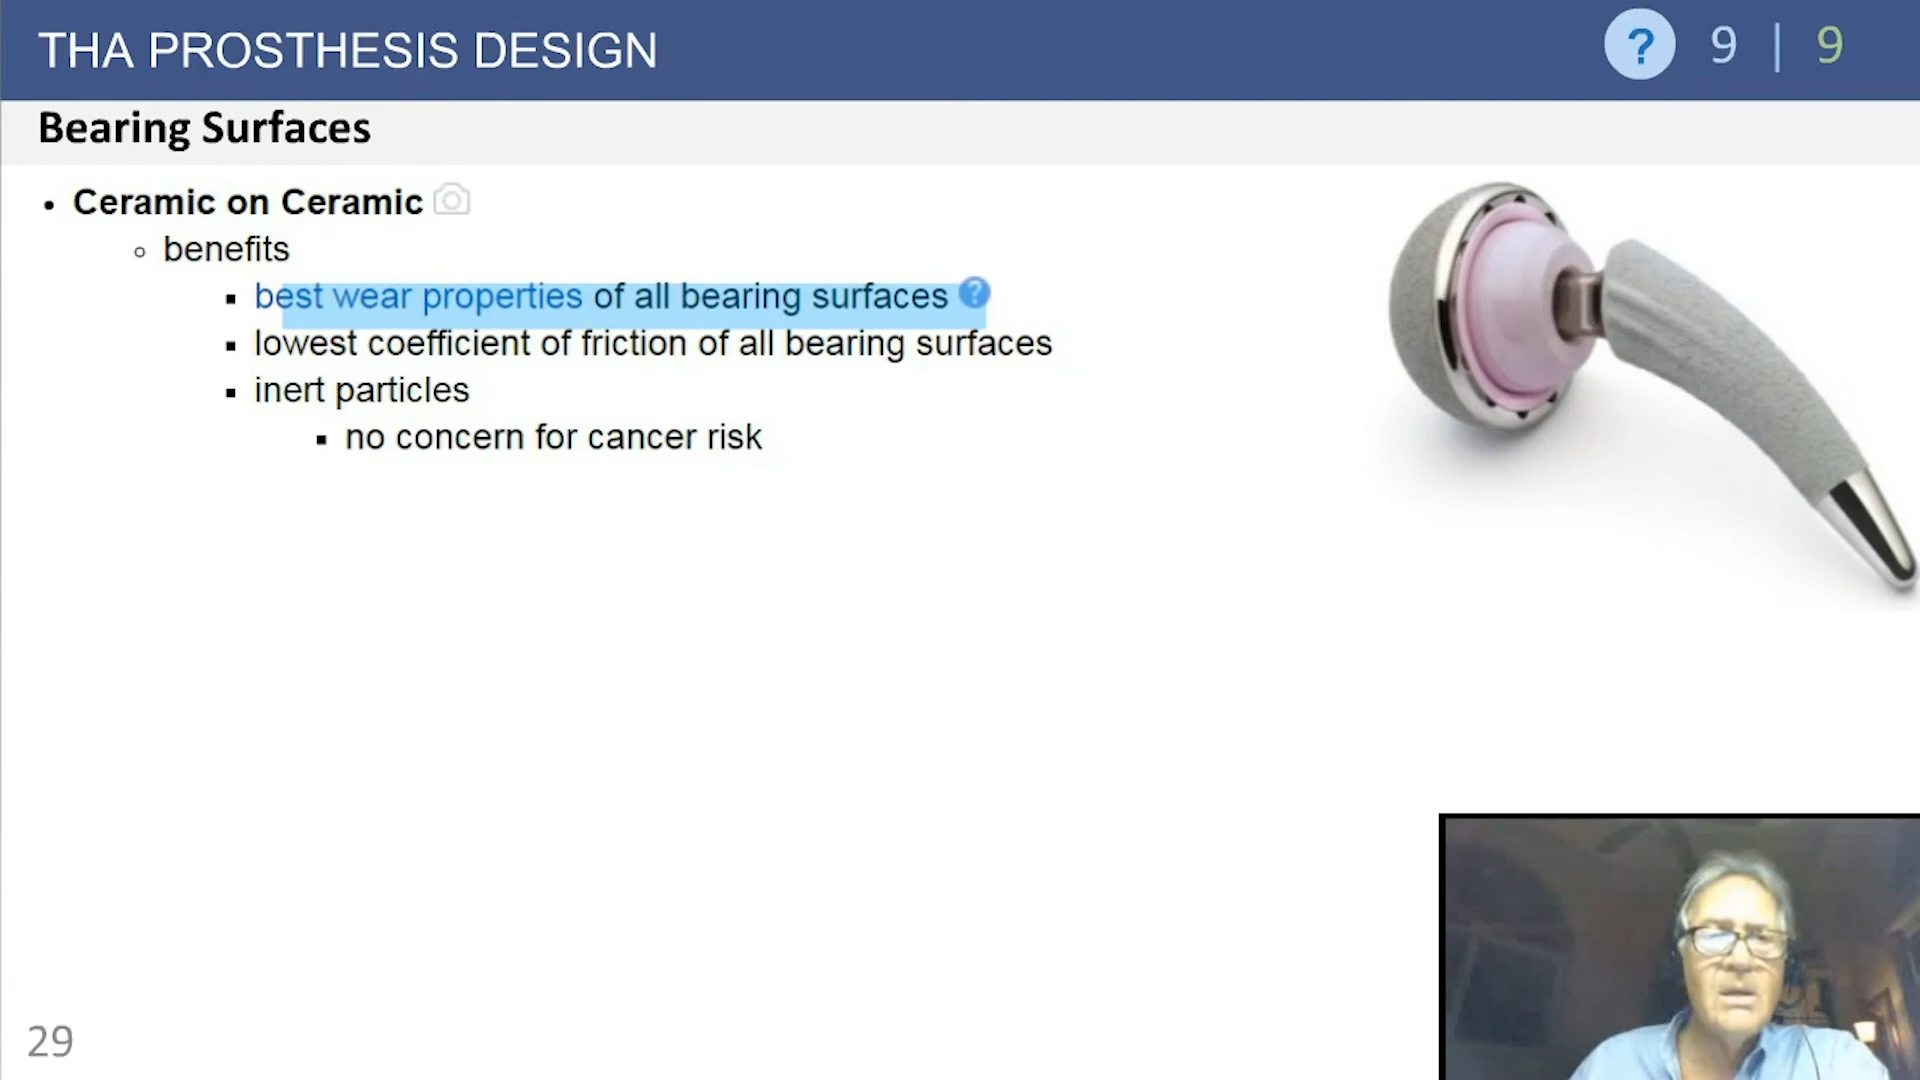 THA PROSTHESIS DESIGN
? 9 | 9
Bearing Surfaces
• Ceramic on Ceramic
○ benefits
▪ best wear properties of all bearing surfaces ?
▪ lowest coefficient of friction of all bearing surfaces
▪ inert particles
▪ no concern for cancer risk
29